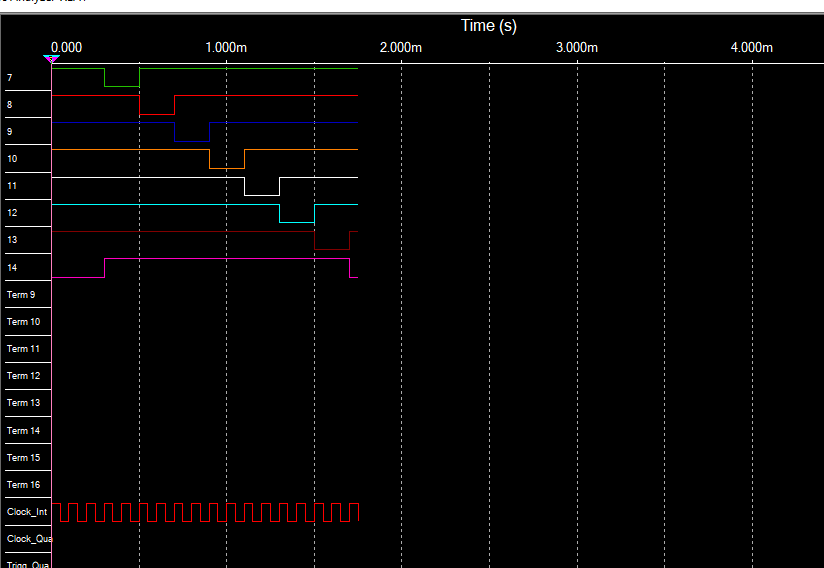 Time (s)
0.000 1.000m 2.000m 3.000m 4.000m
7
8
9
10
11
12
13
14
Term 9
Term 10
Term 11
Term 12
Term 13
Term 14
Term 15
Term 16
Clock_Int
Clock_Qua
Trigg_Qua